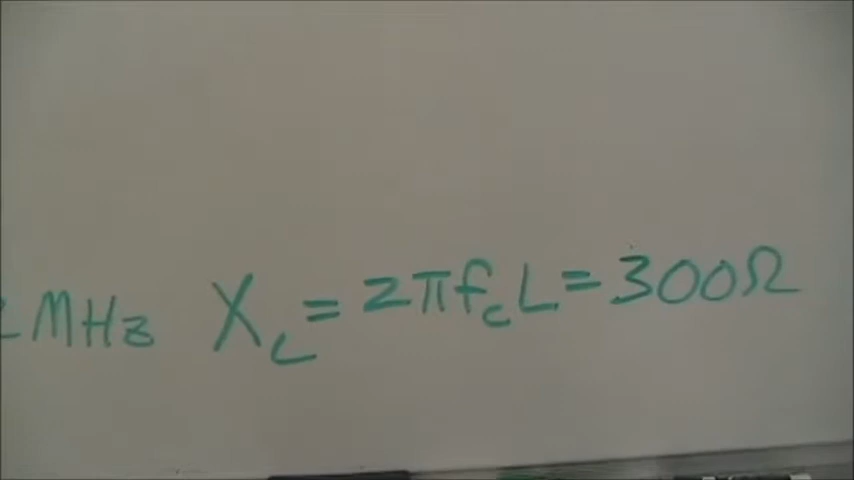 MHz X_L = 2πf_cL = 300Ω